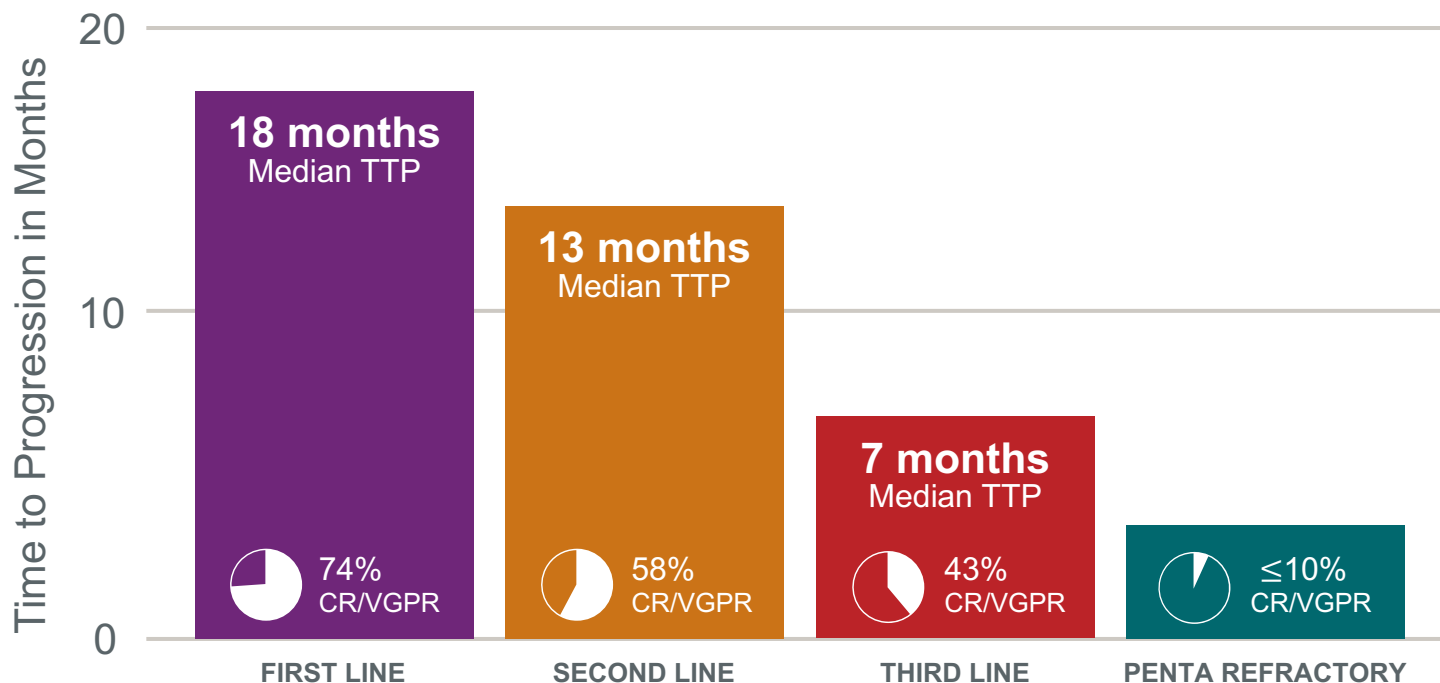 Time to Progression in Months
20
10
0
18 months
Median TTP
74%
CR/VGPR
FIRST LINE
13 months
Median TTP
58%
CR/VGPR
SECOND LINE
7 months
Median TTP
43%
CR/VGPR
THIRD LINE
≤10%
CR/VGPR
PENTA REFRACTORY